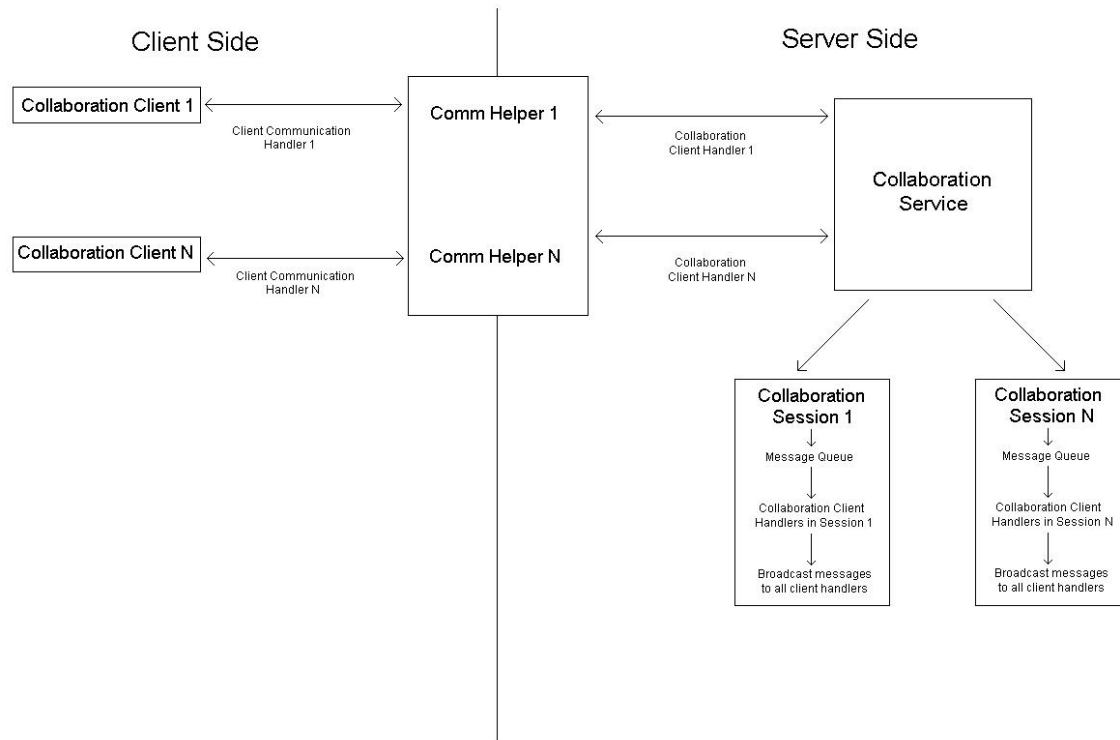 Client Side
Server Side
Collaboration Client 1
Client Communication
Handler 1
Comm Helper 1
Collaboration
Client Handler 1
Collaboration
Service
Collaboration Client N
Client Communication
Handler N
Comm Helper N
Collaboration
Client Handler N
Collaboration
Session 1
Message Queue
Collaboration Client
Handlers in Session 1
Broadcast messages
to all client handlers
Collaboration
Session N
Message Queue
Collaboration Client
Handlers in Session N
Broadcast messages
to all client handlers